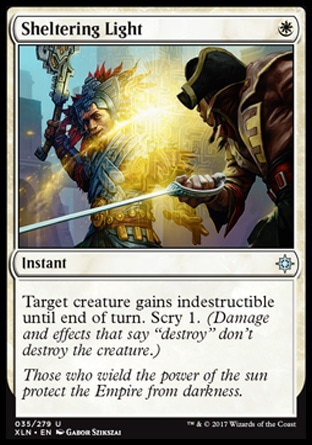 Sheltering Light
Instant
Target creature gains indestructible
until end of turn. Scry 1. (Damage
and effects that say “destroy” don’t
destroy the creature.)
Those who wield the power of the sun
protect the Empire from darkness.
035/279 U
XLN • EN Gabor Szikszai
™ & © 2017 Wizards of the Coast